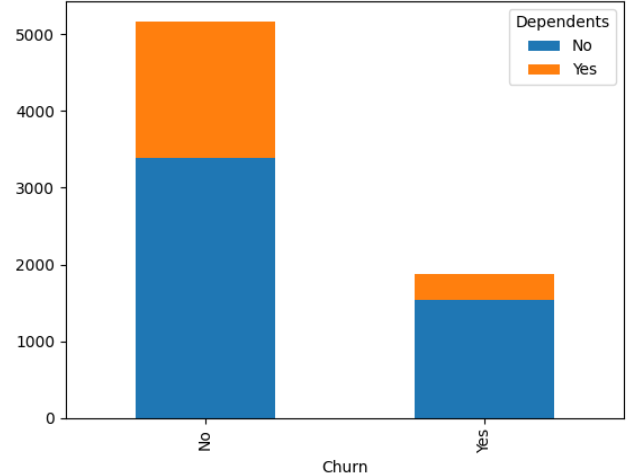 Dependents
No
Yes
5000
4000
3000
2000
1000
0
No
Yes
Churn